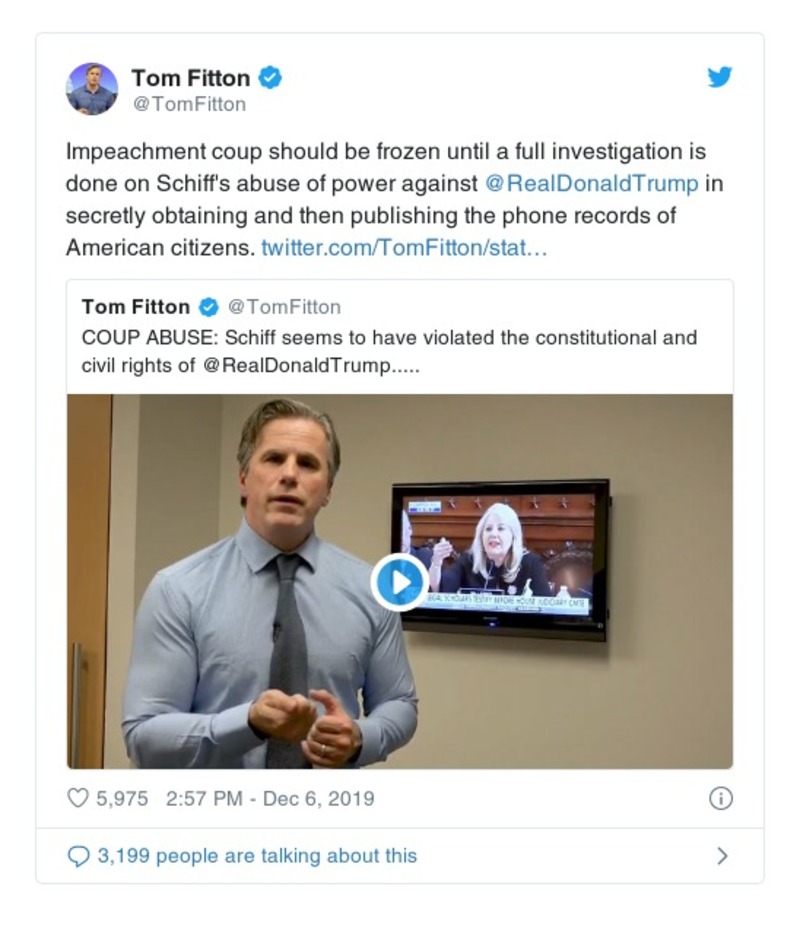 Tom Fitton
@TomFitton
Impeachment coup should be frozen until a full investigation is
done on Schiff's abuse of power against @RealDonaldTrump in
secretly obtaining and then publishing the phone records of
American citizens. twitter.com/TomFitton/stat…
Tom Fitton @TomFitton
COUP ABUSE: Schiff seems to have violated the constitutional and
civil rights of @RealDonaldTrump.....
LEGAL SCHOLARS TESTIFY BEFORE HOUSE JUDICIARY CMTE
5,975 2:57 PM - Dec 6, 2019
3,199 people are talking about this